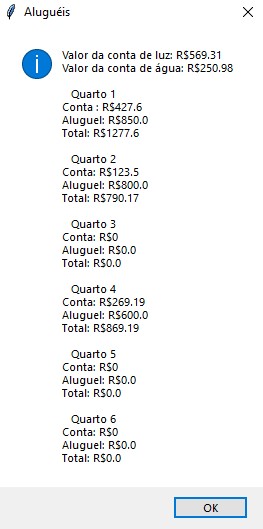 Aluguéis
Valor da conta de luz: R$569.31
Valor da conta de água: R$250.98
Quarto 1
Conta : R$427.6
Aluguel: R$850.0
Total: R$1277.6
Quarto 2
Conta: R$123.5
Aluguel: R$800.0
Total: R$790.17
Quarto 3
Conta: R$0
Aluguel: R$0.0
Total: R$0.0
Quarto 4
Conta: R$269.19
Aluguel: R$600.0
Total: R$869.19
Quarto 5
Conta: R$0
Aluguel: R$0.0
Total: R$0.0
Quarto 6
Conta: R$0
Aluguel: R$0.0
Total: R$0.0
OK